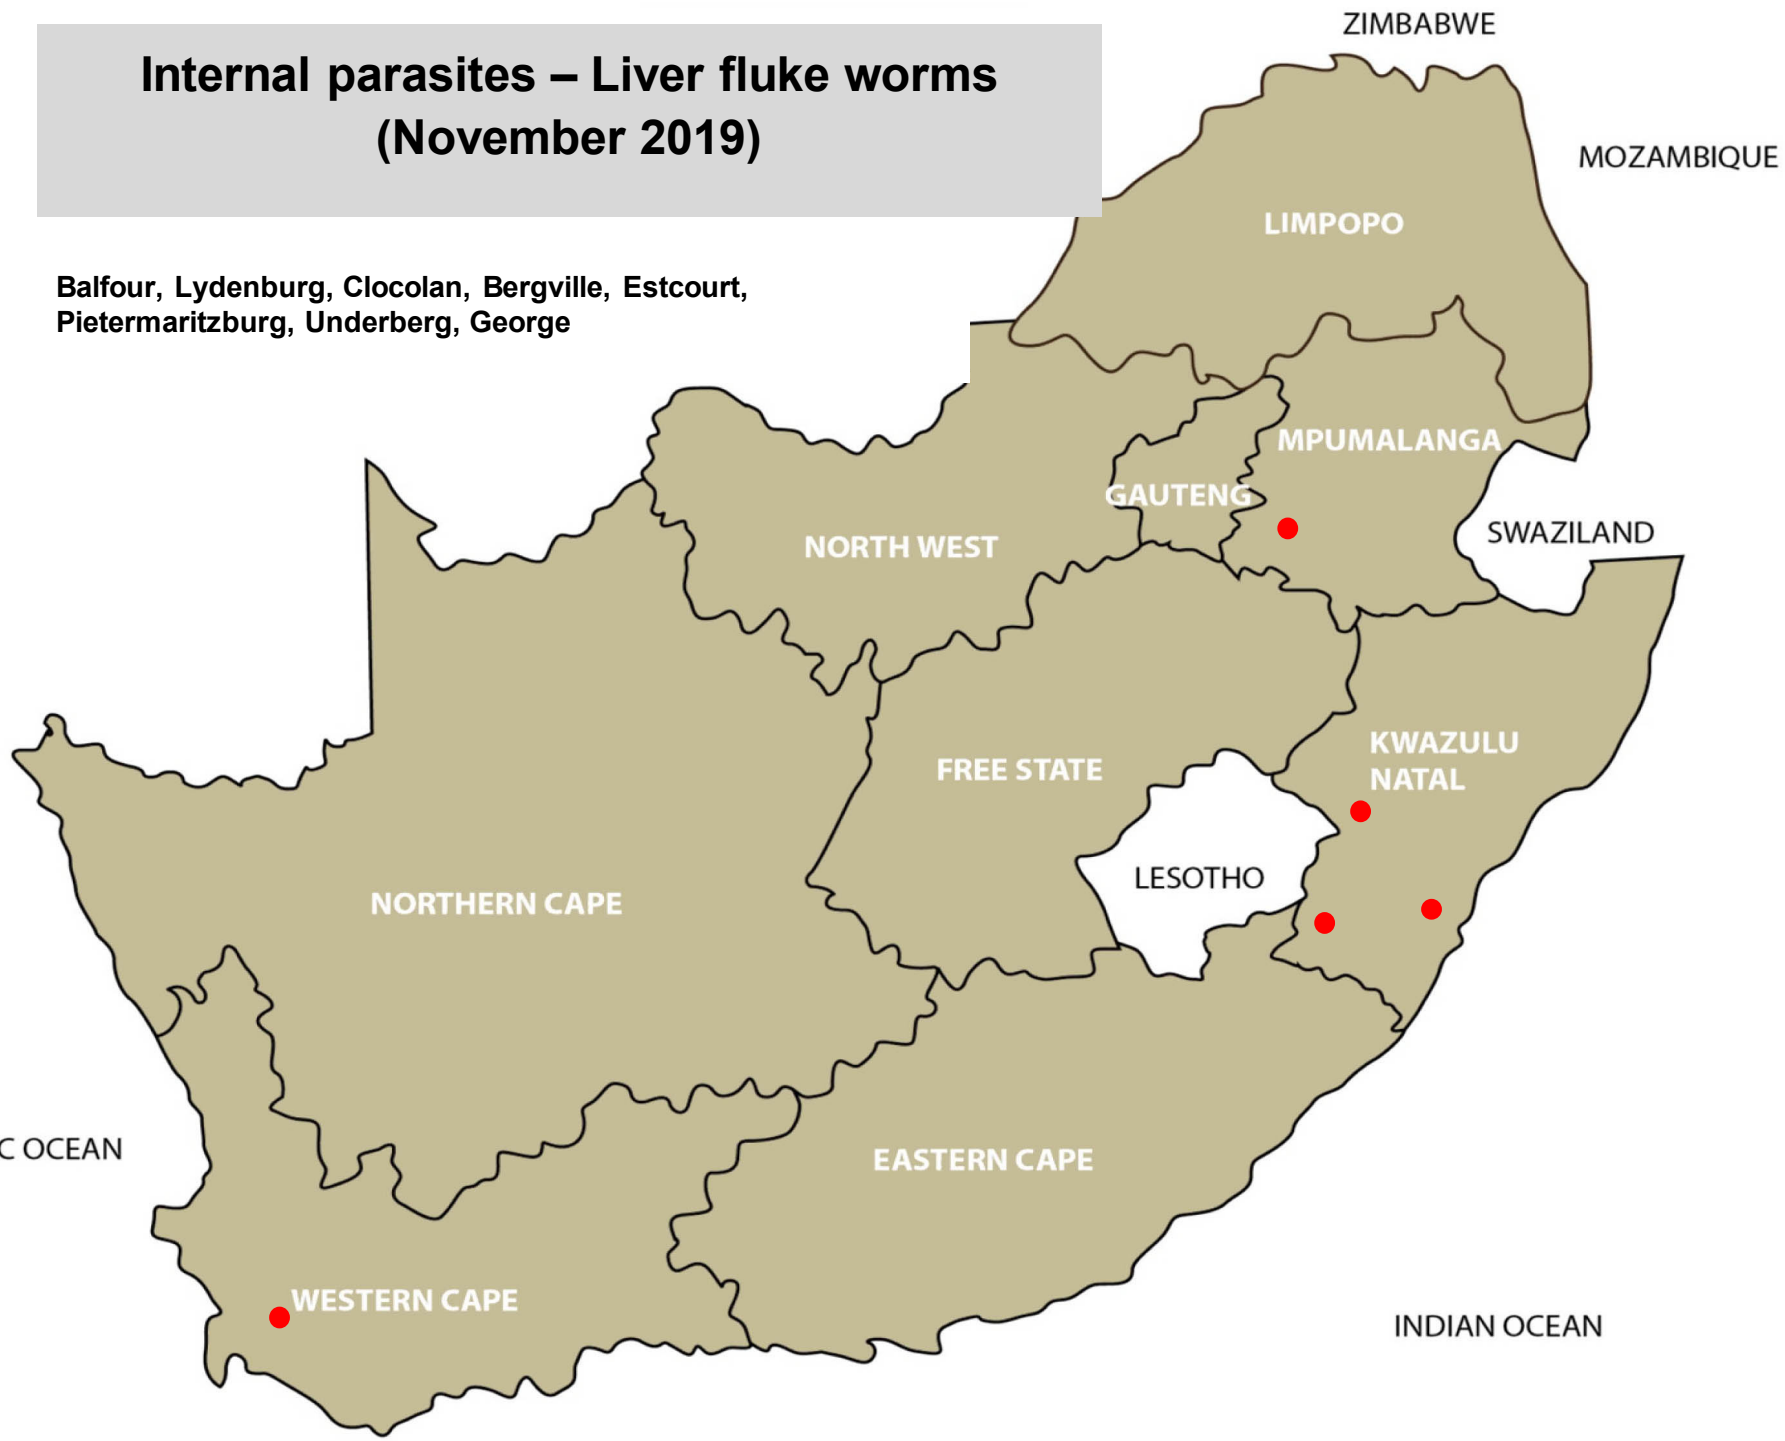 Internal parasites – Liver fluke worms
(November 2019)
Balfour, Lydenburg, Clocolan, Bergville, Estcourt,
Pietermaritzburg, Underberg, George
ZIMBABWE
MOZAMBIQUE
LIMPOPO
MPUMALANGA
GAUTENG
SWAZILAND
NORTH WEST
KWAZULU
NATAL
FREE STATE
LESOTHO
NORTHERN CAPE
C OCEAN
EASTERN CAPE
WESTERN CAPE
INDIAN OCEAN